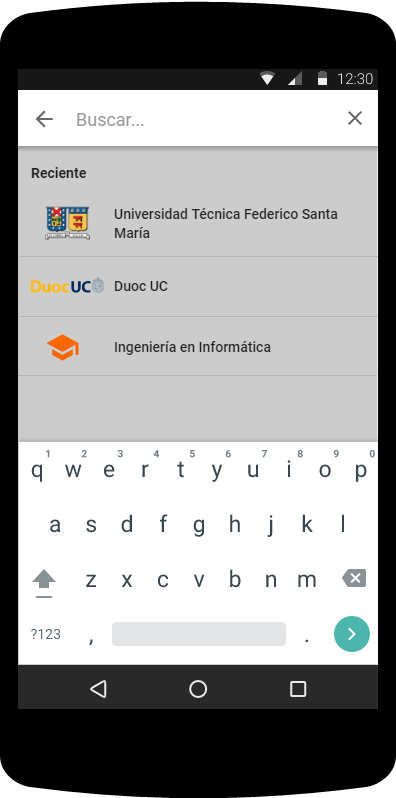 12:30
Buscar...
Reciente
Universidad Técnica Federico Santa
María
DuocUC Duoc UC
Ingeniería en Informática
1 2 3 4 5 6 7 8 9 0
q w e r t y u i o p
a s d f g h j k l
z x c v b n m
?123 , .